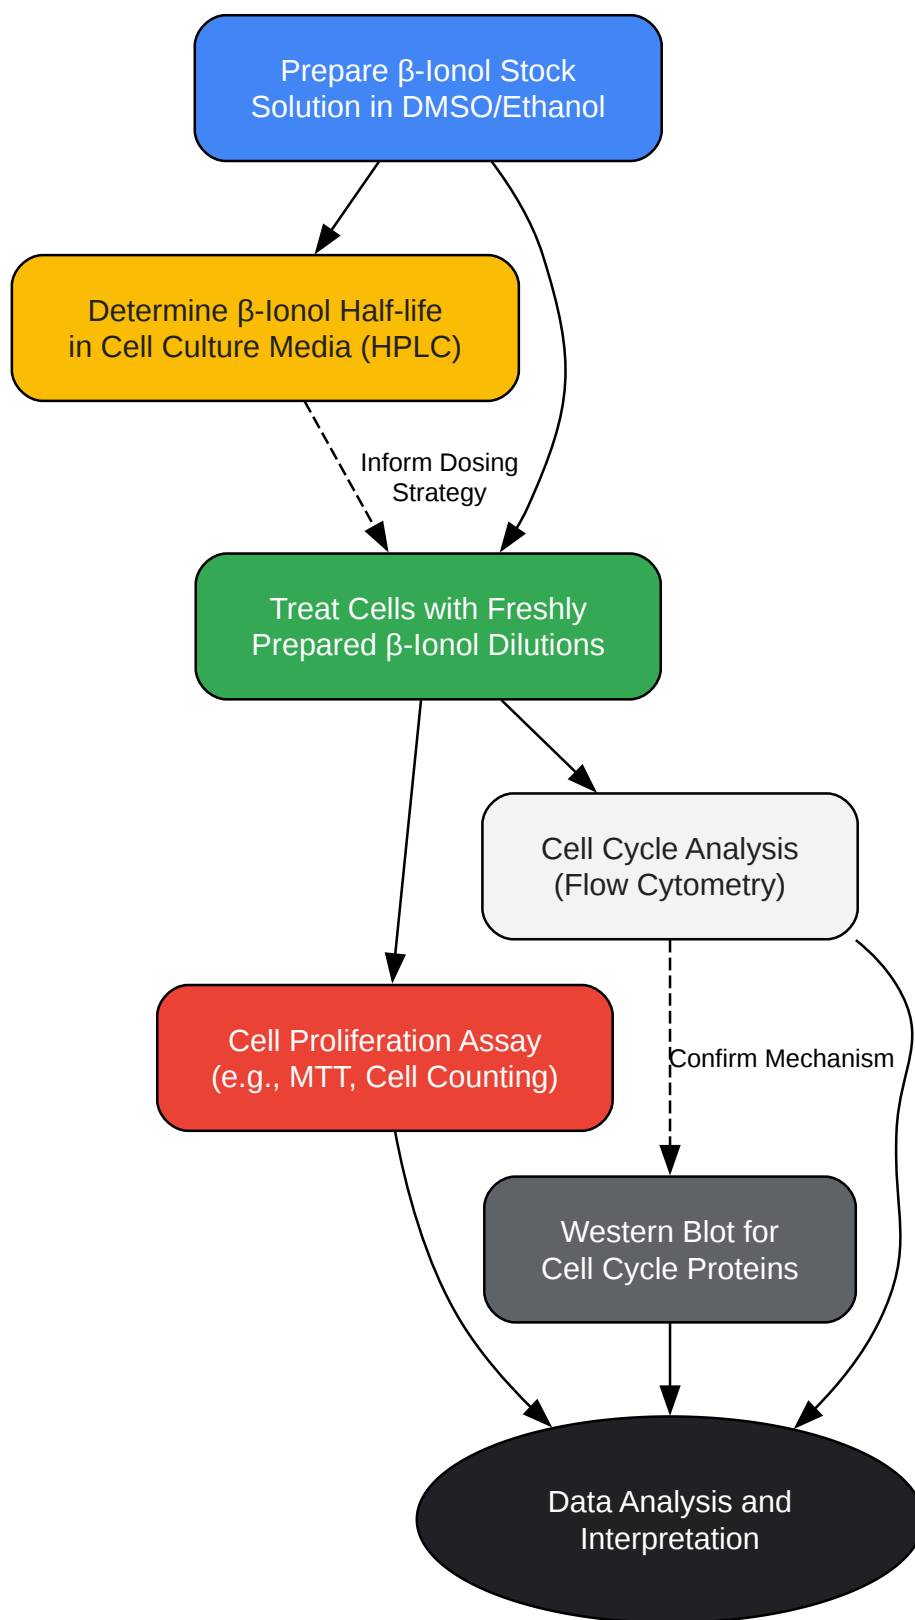 Prepare β-Ionol Stock
Solution in DMSO/Ethanol
Determine β-Ionol Half-life
in Cell Culture Media (HPLC)
Inform Dosing
Strategy
Treat Cells with Freshly
Prepared β-Ionol Dilutions
Cell Cycle Analysis
(Flow Cytometry)
Cell Proliferation Assay
(e.g., MTT, Cell Counting)
Confirm Mechanism
Western Blot for
Cell Cycle Proteins
Data Analysis and
Interpretation